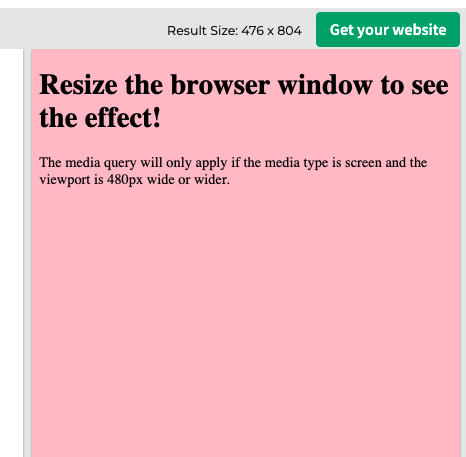 Result Size: 476 x 804
Get your website
Resize the browser window to see
the effect!
The media query will only apply if the media type is screen and the
viewport is 480px wide or wider.